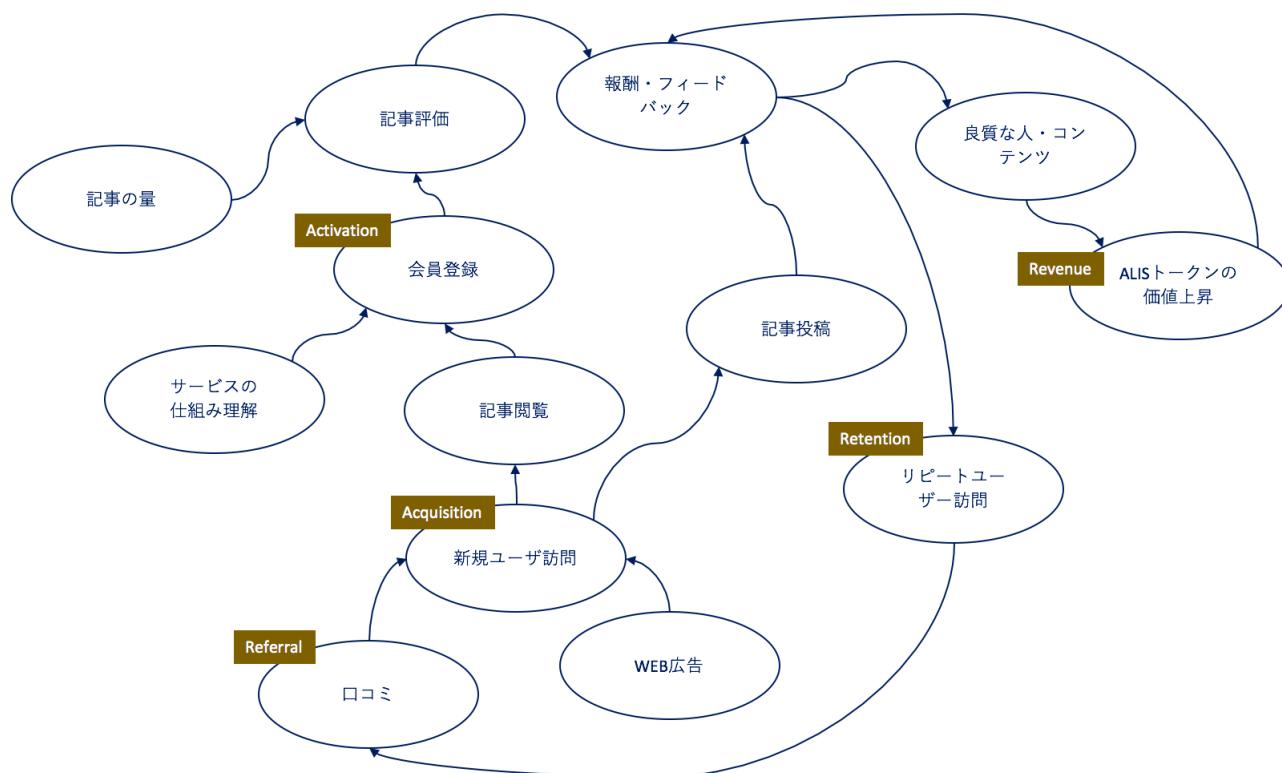 報酬・フィード
バック
記事評価
良質な人・コン
テンツ
記事の量
Activation
会員登録
Revenue
ALISトークンの
価値上昇
記事投稿
サービスの
仕組み理解
記事閲覧
Retention
リピートユー
ザー訪問
Acquisition
新規ユーザ訪問
Referral
口コミ
WEB広告